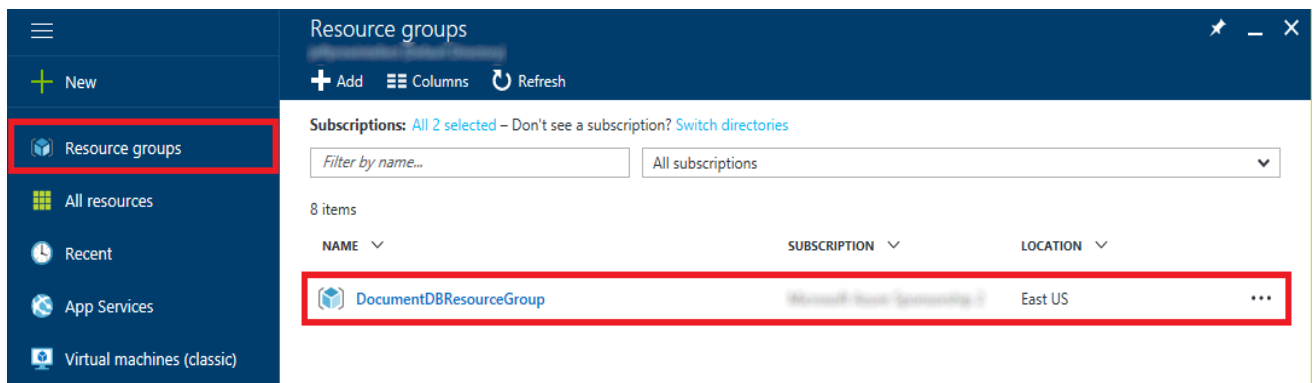 Resource groups
New
Add Columns Refresh
Resource groups
All resources
Recent
App Services
Virtual machines (classic)
Subscriptions: All 2 selected – Don't see a subscription? Switch directories
Filter by name... All subscriptions
8 items
NAME SUBSCRIPTION LOCATION
DocumentDBResourceGroup East US